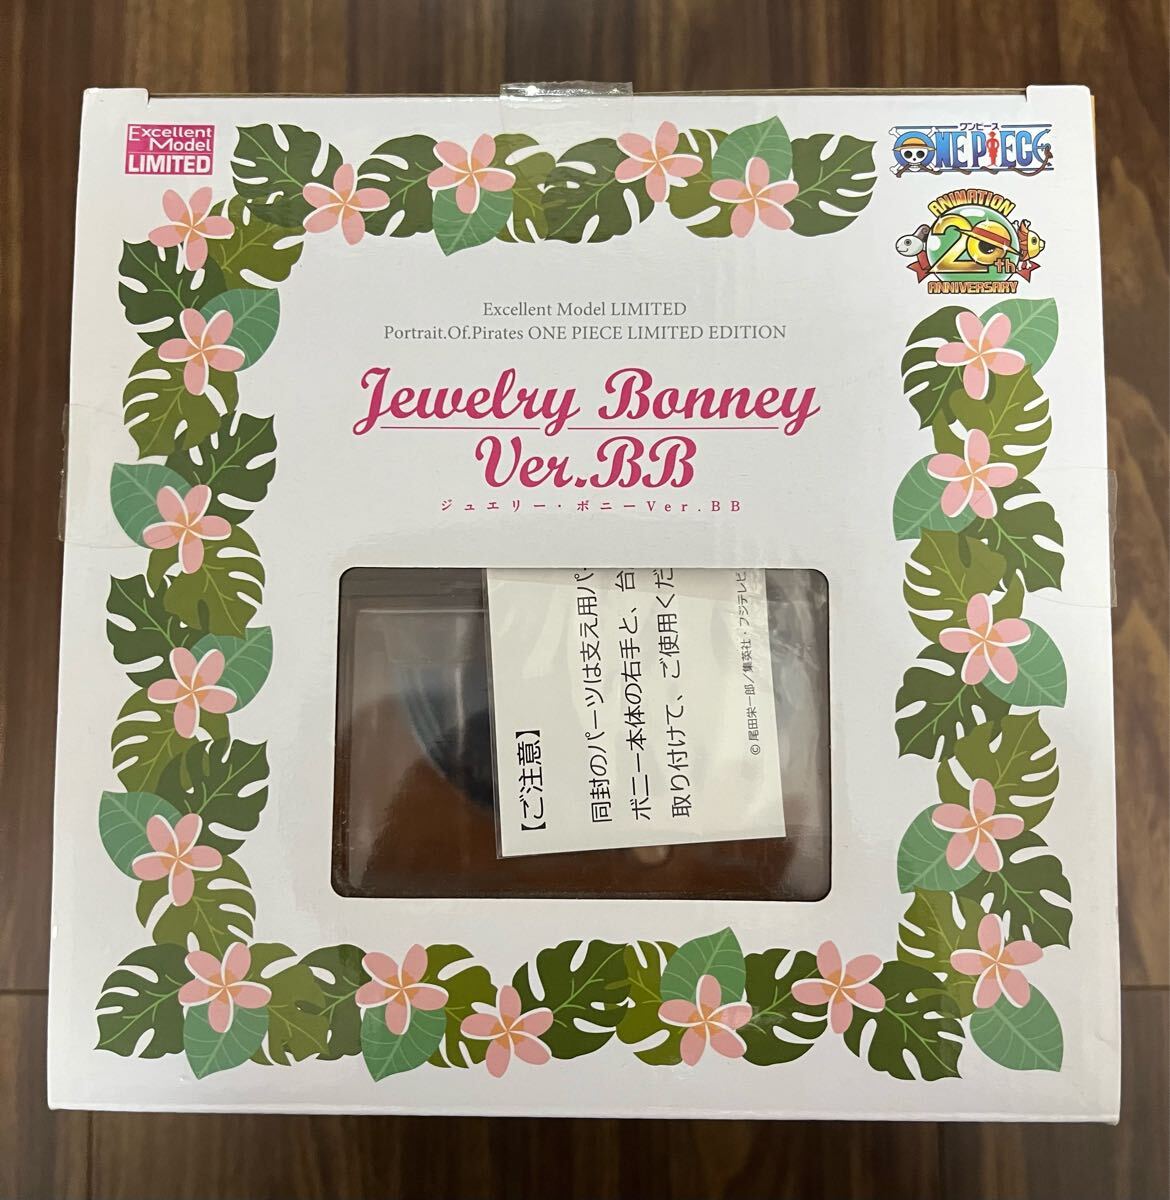 Excellent
Model
LIMITED
ワンピース
ONE PIECE
ANIMATION
20th
ANNIVERSARY
Excellent Model LIMITED
Portrait.Of.Pirates ONE PIECE LIMITED EDITION
Jewelry Bonney
Ver.BB
ジュエリー・ボニーVer.BB
【ご注意】
同封のパーツは支え用パ
ボニー本体の右手と、台
取り付けて、ご使用くだ
©尾田栄一郎／集英社・フジテレビ